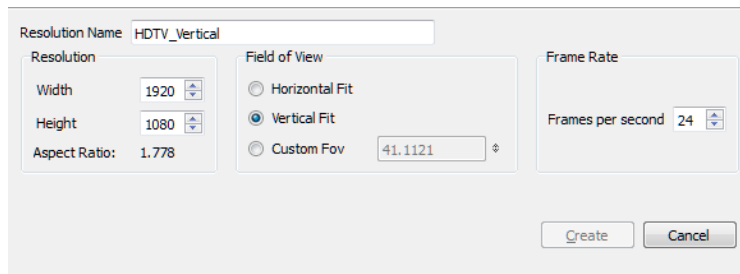 Resolution Name HDTV_Vertical
Resolution
Width 1920
Height 1080
Aspect Ratio: 1.778
Field of View
Horizontal Fit
Vertical Fit
Custom Fov 41.1121
Frame Rate
Frames per second 24
Create Cancel